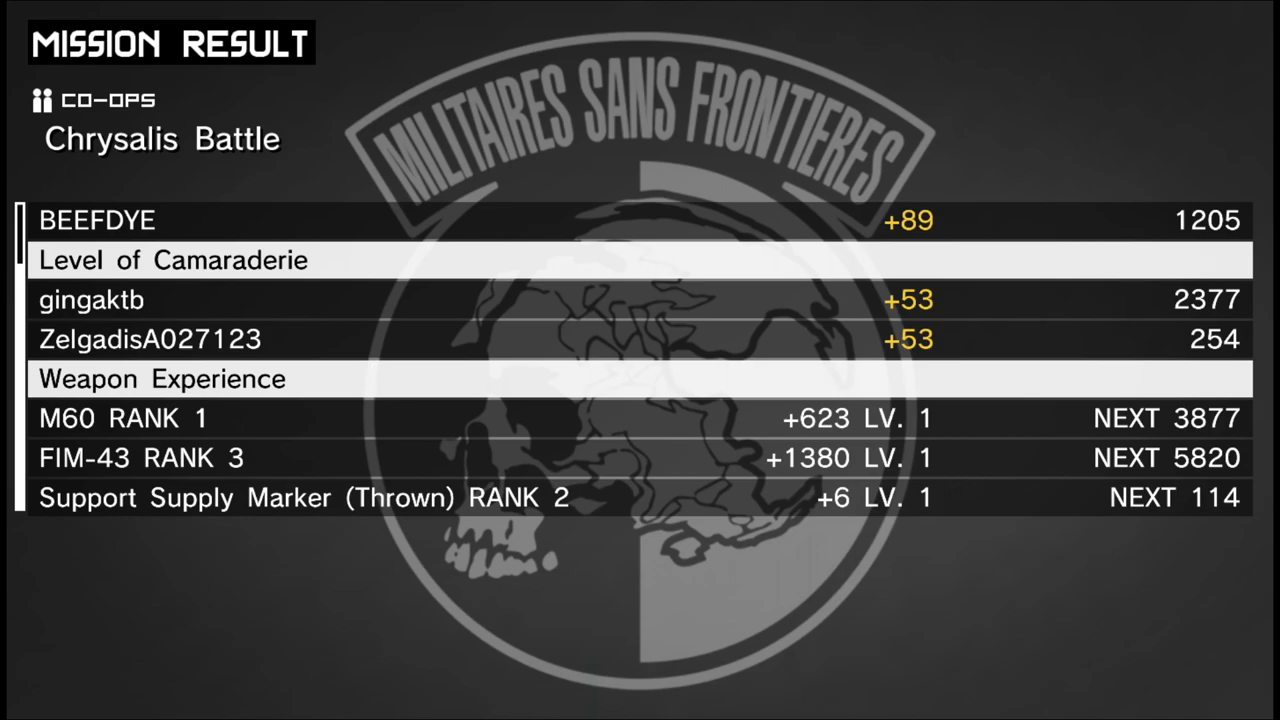 MISSION RESULT
CO-OPS
Chrysalis Battle
MILITAIRES SANS FRONTIERES
BEEFDYE +89 1205
Level of Camaraderie
gingaktb +53 2377
ZelgadisA027123 +53 254
Weapon Experience
M60 RANK 1 +623 LV. 1 NEXT 3877
FIM-43 RANK 3 +1380 LV. 1 NEXT 5820
Support Supply Marker (Thrown) RANK 2 +6 LV. 1 NEXT 114